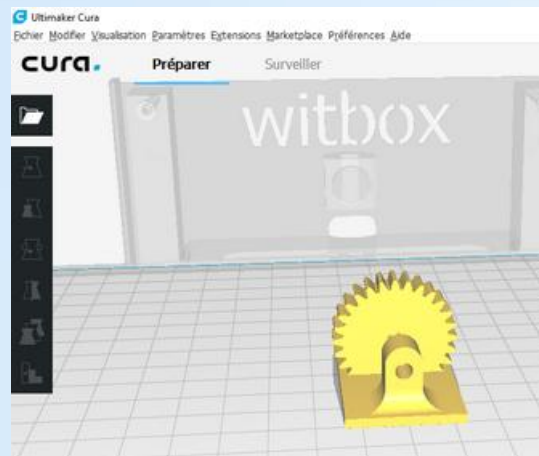 Ultimaker Cura
Fichier Modifier Visualisation Paramètres Extensions Marketplace Préférences Aide
cura. Préparer Surveiller
witbox